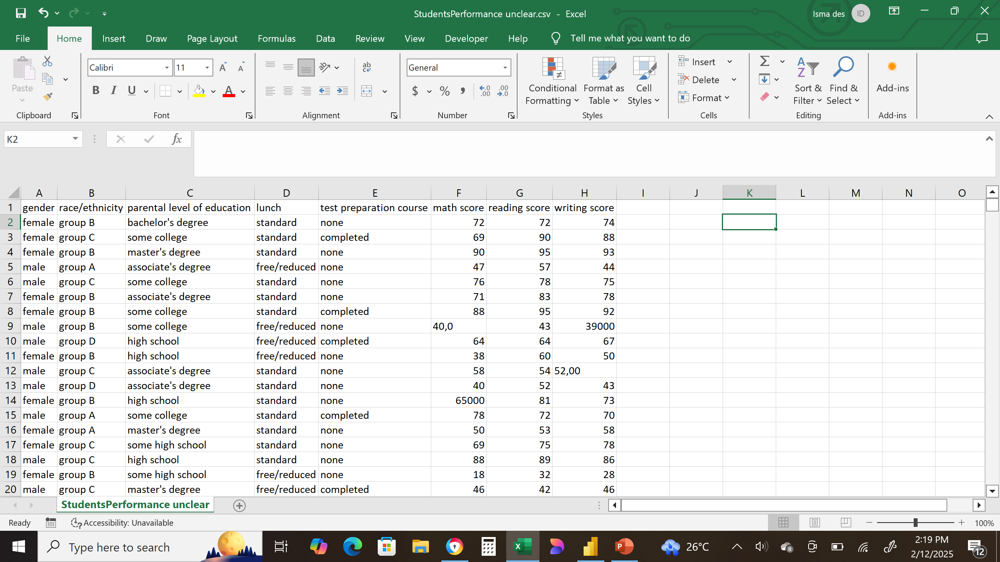 StudentsPerformance unclear.csv - Excel
Isma des ID
File Home Insert Draw Page Layout Formulas Data Review View Developer Help Tell me what you want to do
Paste
Clipboard
Calibri 11
B I U A
Font
ab
Alignment
General
$ % ,
Number
Conditional Formatting
Format as Table
Cell Styles
Styles
Insert
Delete
Format
Cells
Sort & Filter
Find & Select
Editing
Add-ins
Add-ins
K2 fx
A B C D E F G H I J K L M N O
1 gender race/ethnicity parental level of education lunch test preparation course math score reading score writing score
2 female group B bachelor's degree standard none 72 72 74
3 female group C some college standard completed 69 90 88
4 female group B master's degree standard none 90 95 93
5 male group A associate's degree free/reduced none 47 57 44
6 male group C some college standard none 76 78 75
7 female group B associate's degree standard none 71 83 78
8 female group B some college standard completed 88 95 92
9 male group B some college free/reduced none 40,0 43 39000
10 male group D high school free/reduced completed 64 64 67
11 female group B high school free/reduced none 38 60 50
12 male group C associate's degree standard none 58 54 52,00
13 male group D associate's degree standard none 40 52 43
14 female group B high school standard none 65000 81 73
15 male group A some college standard completed 78 72 70
16 female group A master's degree standard none 50 53 58
17 female group C some high school standard none 69 75 78
18 male group C high school standard none 88 89 86
19 female group B some high school free/reduced none 18 32 28
20 male group C master's degree free/reduced completed 46 42 46
StudentsPerformance unclear
Ready Accessibility: Unavailable 100%
Type here to search 26°C 2:19 PM
2/12/2025 12